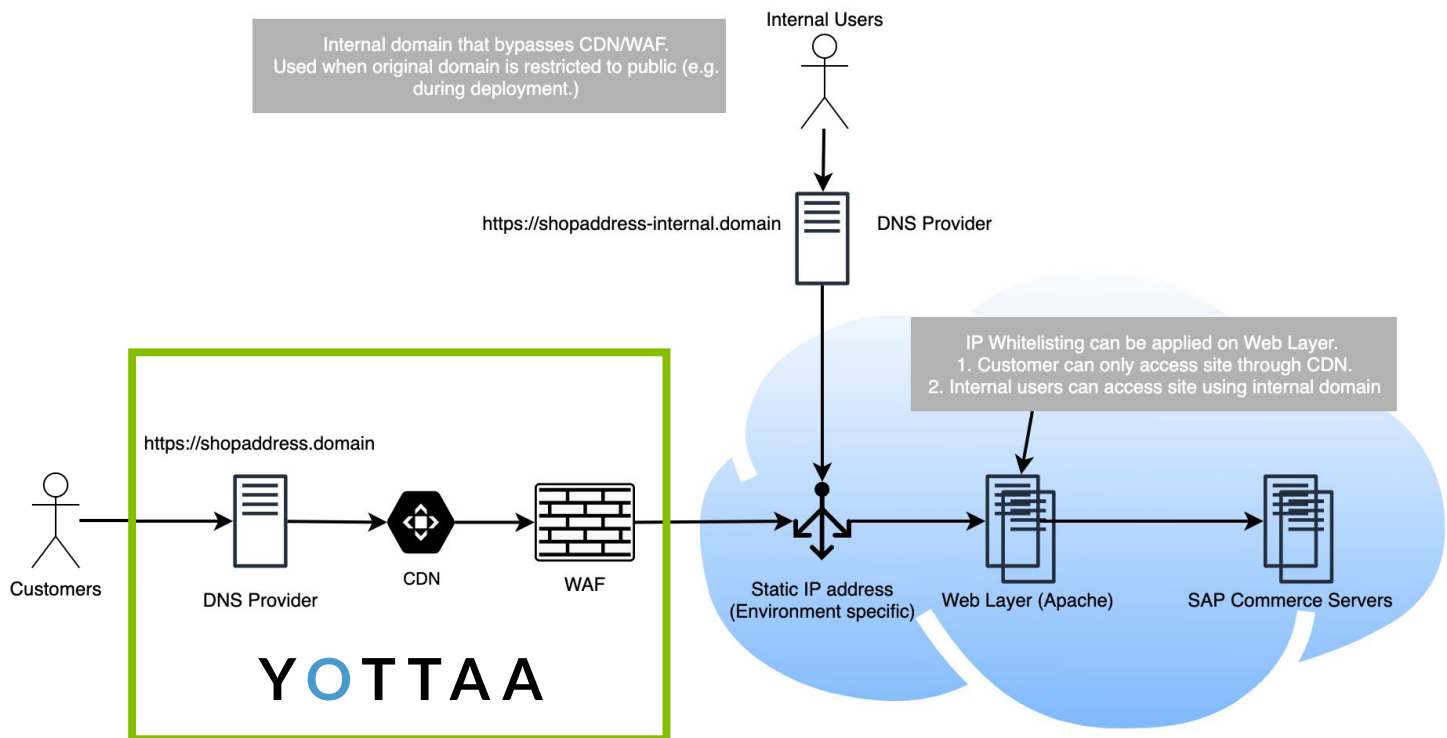 Internal Users
Internal domain that bypasses CDN/WAF.
Used when original domain is restricted to public (e.g.
during deployment.)
https://shopaddress-internal.domain
DNS Provider
IP Whitelisting can be applied on Web Layer.
1. Customer can only access site through CDN.
2. Internal users can access site using internal domain
https://shopaddress.domain
Customers
DNS Provider
CDN
WAF
Static IP address
(Environment specific)
Web Layer (Apache)
SAP Commerce Servers
YOTTAA